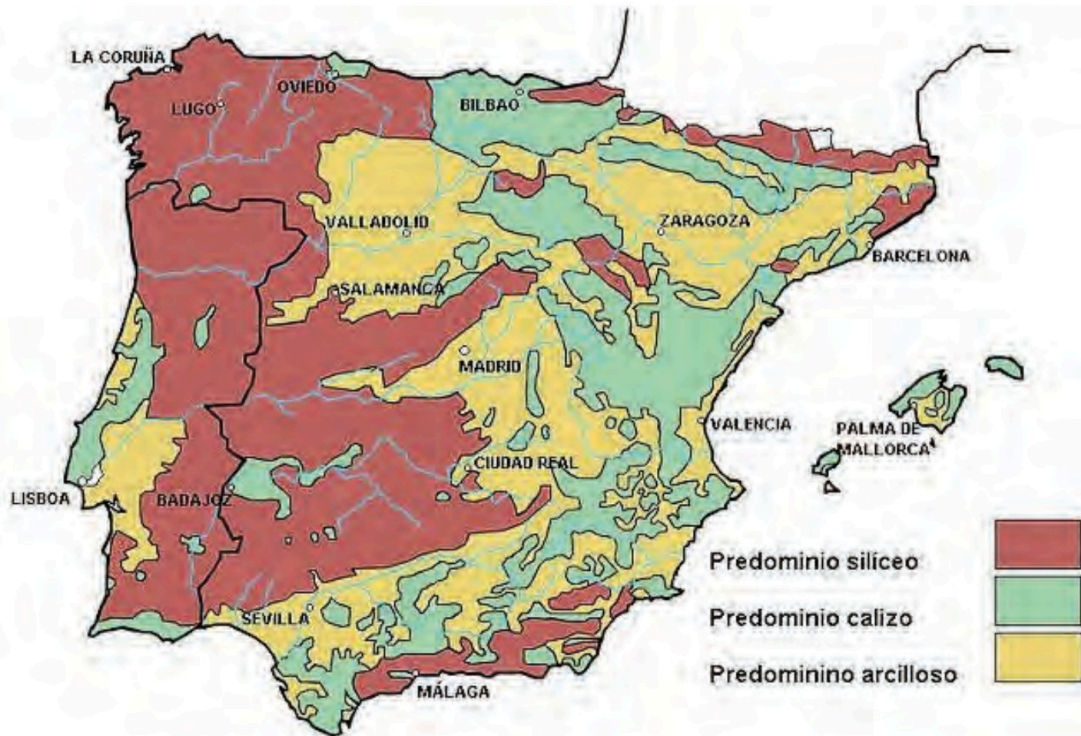 LA CORUÑA
OVIEDO
LUGO
BILBAO
VALLADOLID
ZARAGOZA
BARCELONA
SALAMANCA
MADRID
VALENCIA
PALMA DE
MALLORCA
CIUDAD REAL
LISBOA
BADAJOZ
SEVILLA
MÁLAGA
Predominio silíceo
Predominio calizo
Predominino arcilloso